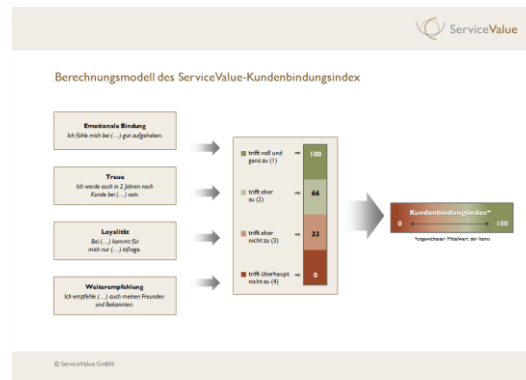 ServiceValue
Berechnungsmodell des ServiceValue-Kundenbindungsindex
Emotionale Bindung
Ich fühle mich bei (...) gut aufgehoben.
Treue
Ich werde auch in 2 Jahren noch
Kunde bei (...) sein.
Loyalität
Bei (...) kommt für
mich nur (...) infrage.
Weiterempfehlung
Ich empfehle (...) auch meinen Freunden
und Bekannten.
trifft voll und
ganz zu (1)
=
100
trifft eher
zu (2)
=
66
trifft eher
nicht zu (3)
=
33
trifft überhaupt
nicht zu (4)
=
0
Kundenbindungsindex*
0
100
*ungewichteter Mittelwert der Items
© ServiceValue GmbH